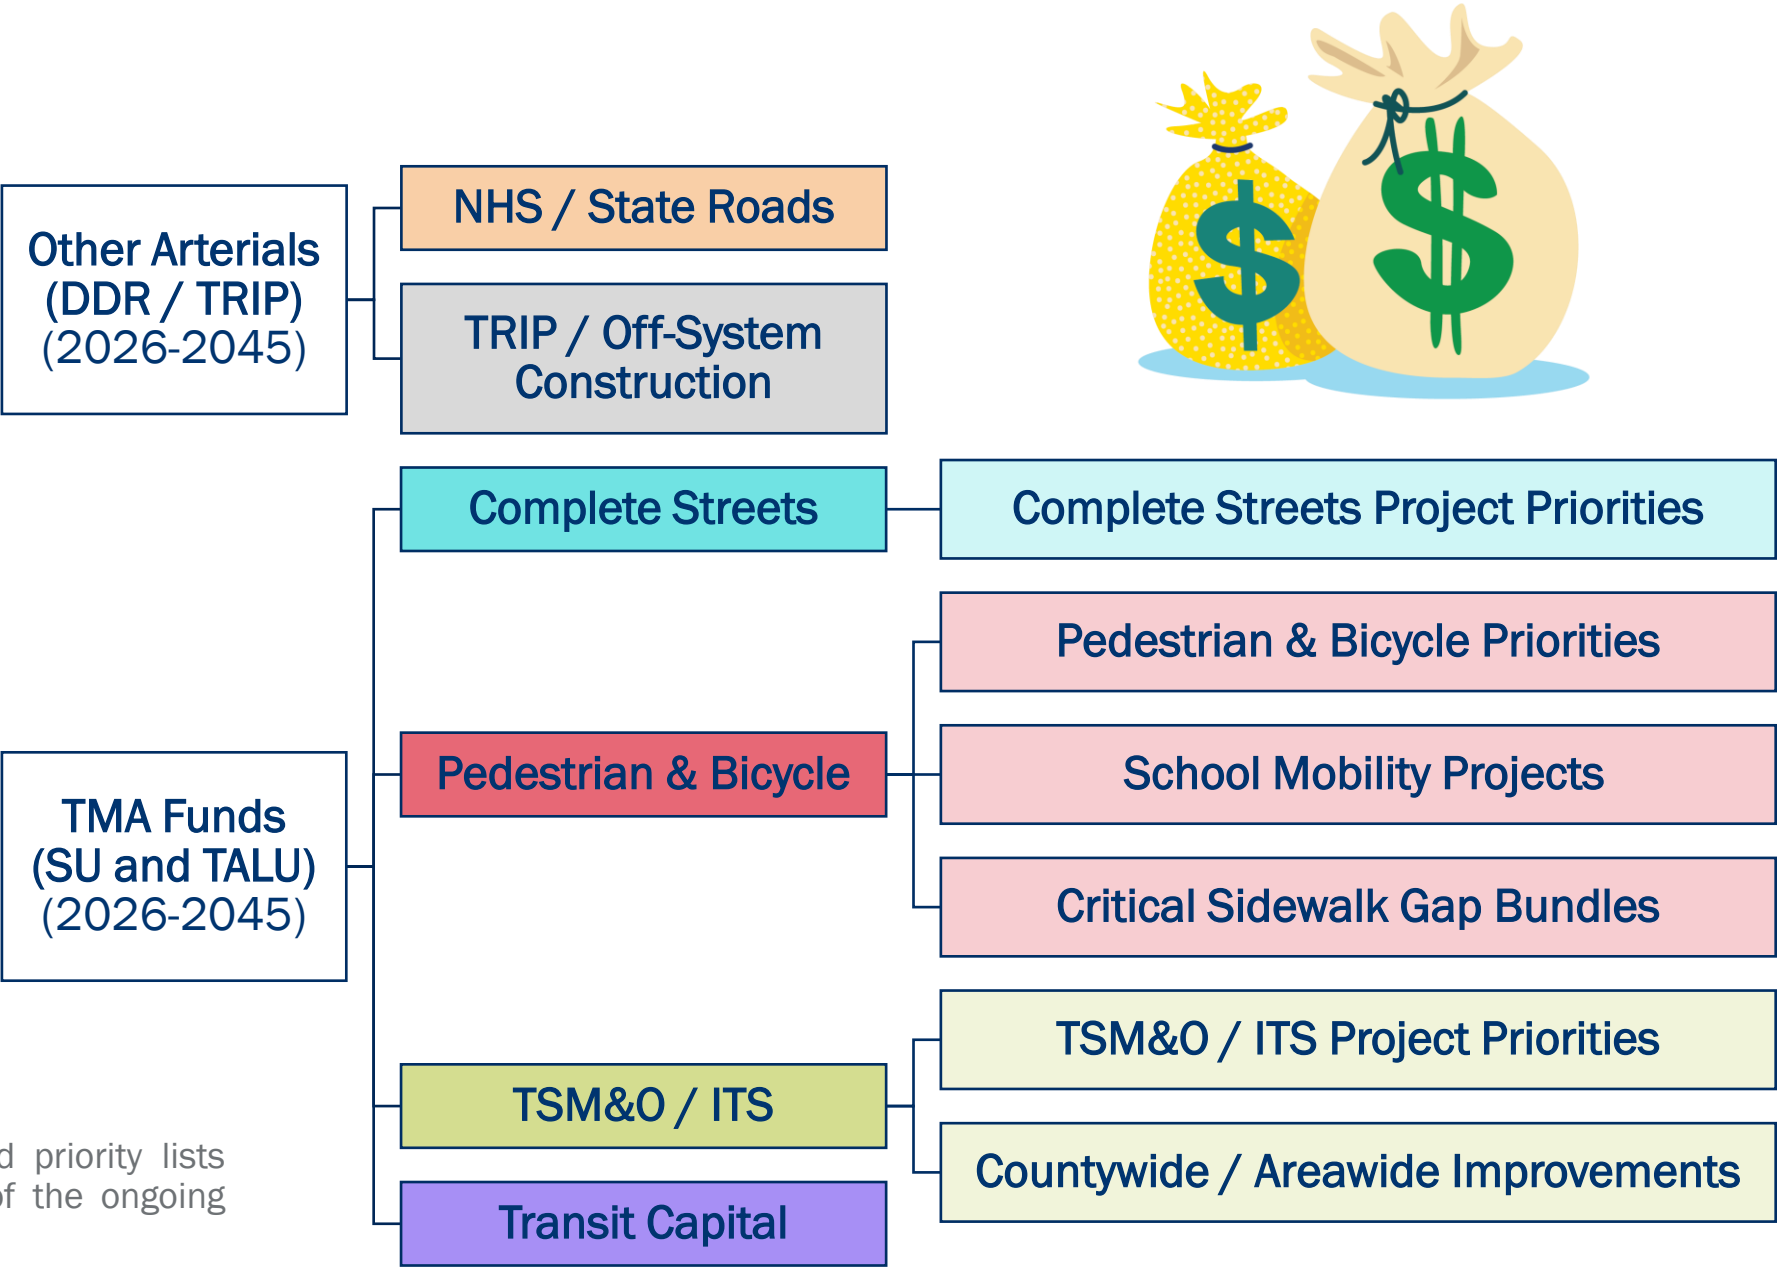 Other Arterials
(DDR / TRIP)
(2026-2045)
NHS / State Roads
TRIP / Off-System
Construction
TMA Funds
(SU and TALU)
(2026-2045)
Complete Streets
Complete Streets Project Priorities
Pedestrian & Bicycle
Pedestrian & Bicycle Priorities
School Mobility Projects
Critical Sidewalk Gap Bundles
TSM&O / ITS
TSM&O / ITS Project Priorities
Countywide / Areawide Improvements
Transit Capital
priority lists
the ongoing
$
$